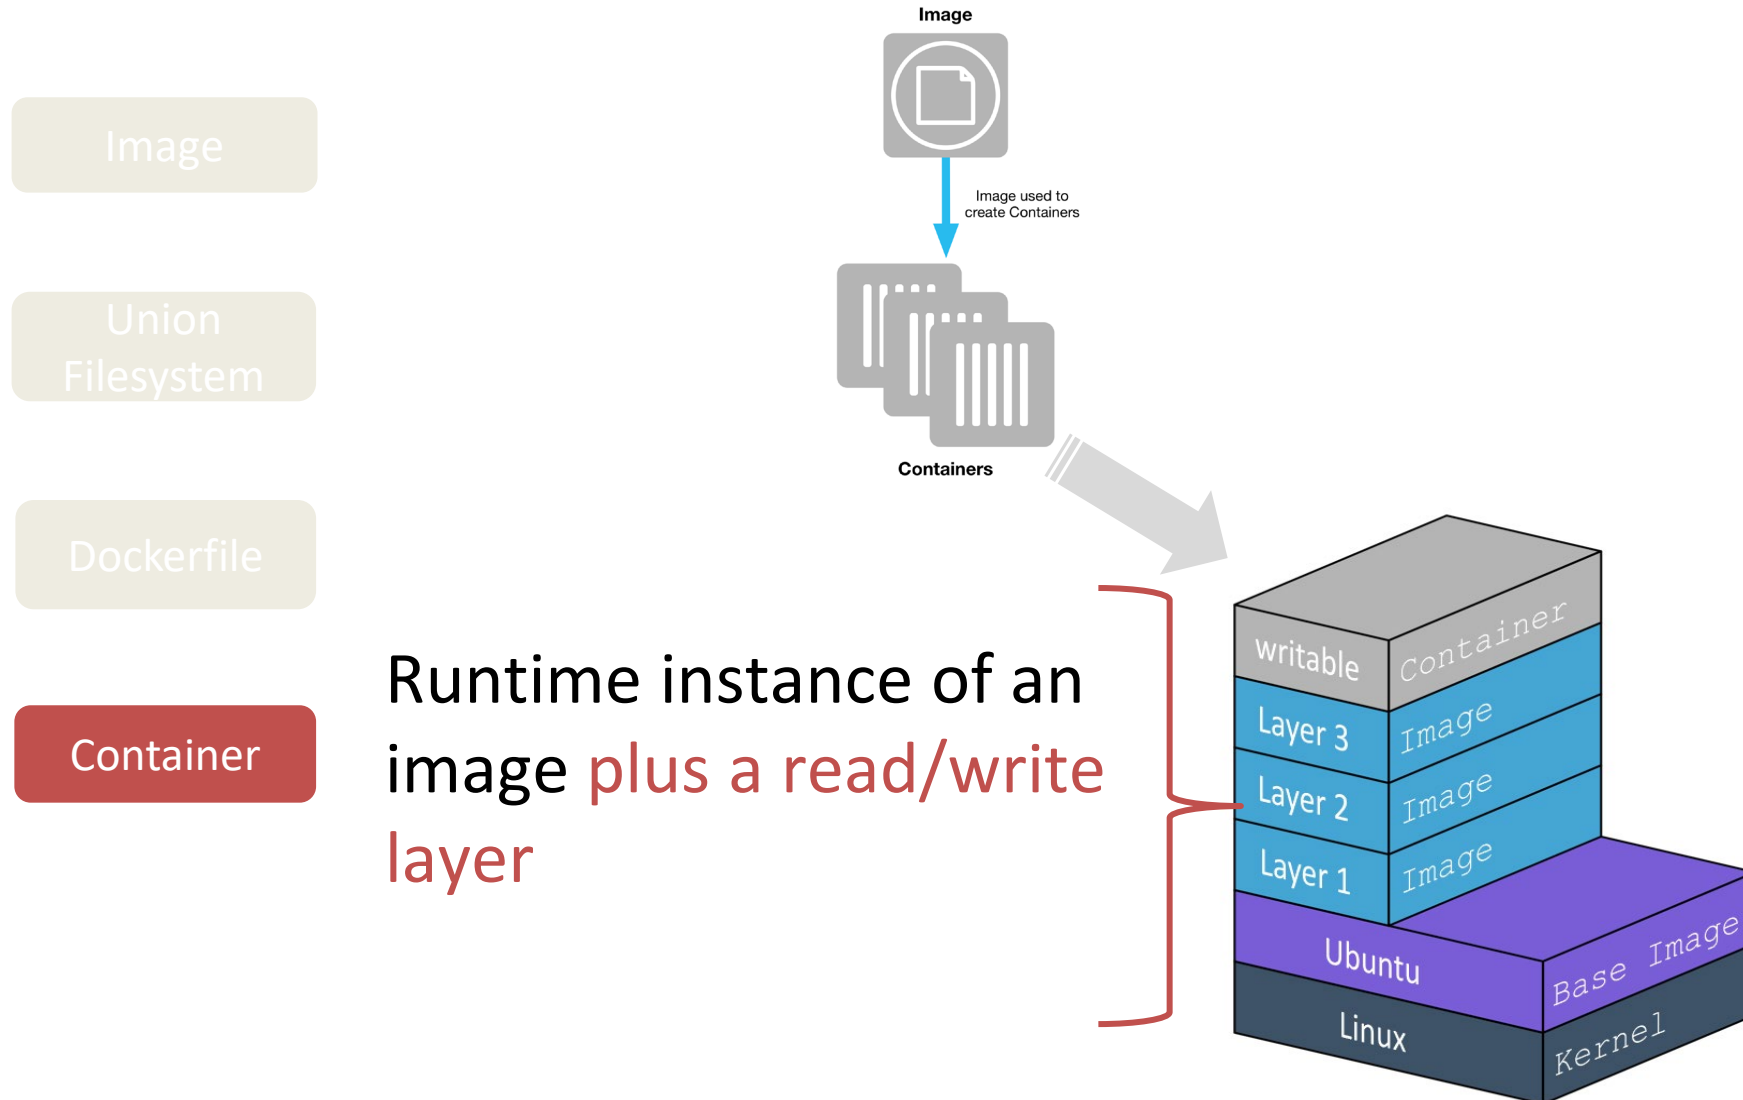 Image
Image used to
create Containers
Containers
Image
Union
Filesystem
Dockerfile
Container
Runtime instance of an
image plus a read/write
layer
writable
Container
Layer 3
Image
Layer 2
Image
Layer 1
Image
Ubuntu
Base Image
Linux
Kernel